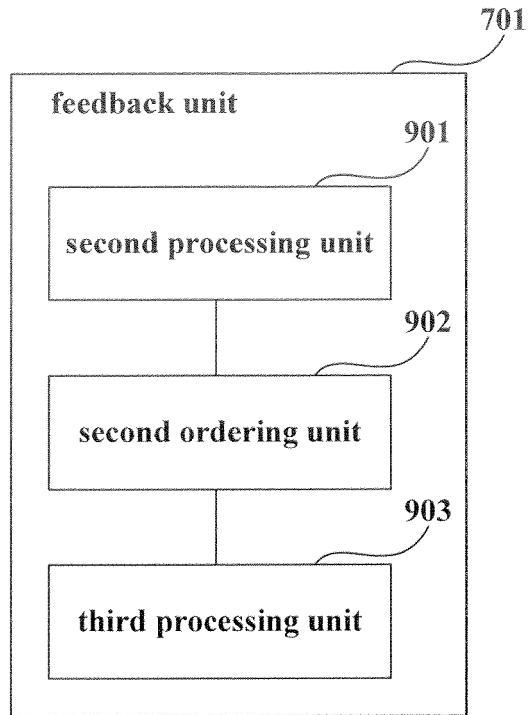 701
feedback unit
901
second processing unit
902
second ordering unit
903
third processing unit